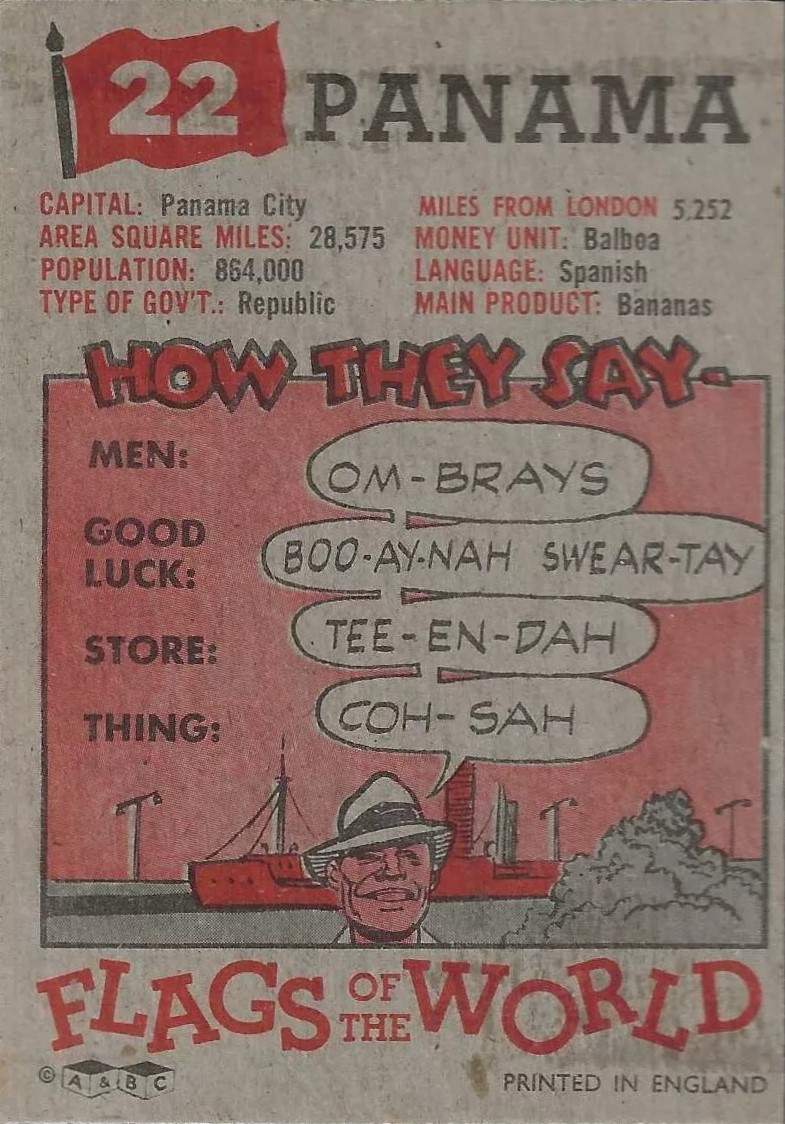 22 PANAMA
CAPITAL: Panama City
AREA SQUARE MILES: 28,575
POPULATION: 864,000
TYPE OF GOV'T.: Republic
MILES FROM LONDON 5,252
MONEY UNIT: Balboa
LANGUAGE: Spanish
MAIN PRODUCT: Bananas
HOW THEY SAY-
MEN: OM-BRAYS
GOOD
LUCK: BOO-AY-NAH SWEAR-TAY
STORE: TEE-EN-DAH
THING: COH-SAH
FLAGS OF THE WORLD
© A & B C
PRINTED IN ENGLAND